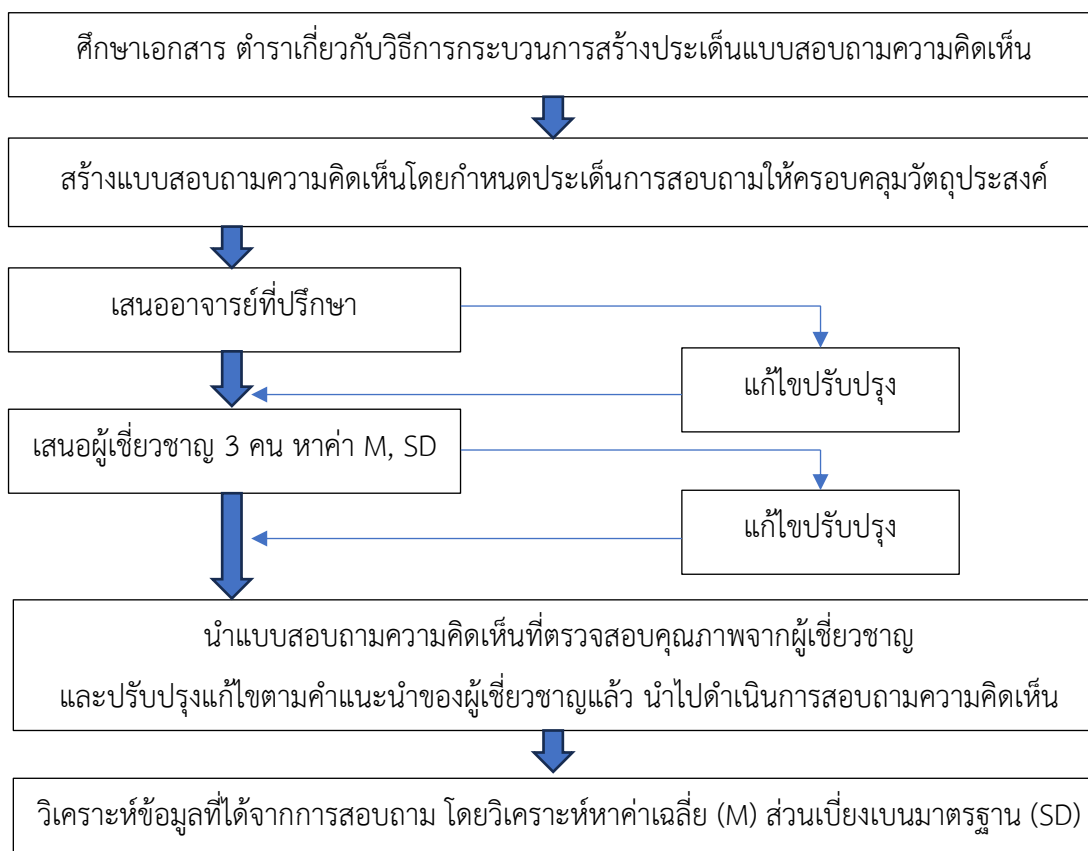 ศึกษาเอกสาร ตำราเกี่ยวกับวิธีการกระบวนการสร้างประเด็นแบบสอบถามความคิดเห็น
สร้างแบบสอบถามความคิดเห็นโดยกำหนดประเด็นการสอบถามให้ครอบคลุมวัตถุประสงค์
เสนออาจารย์ที่ปรึกษา
แก้ไขปรับปรุง
เสนอผู้เชี่ยวชาญ 3 คน หาค่า M, SD
แก้ไขปรับปรุง
นำแบบสอบถามความคิดเห็นที่ตรวจสอบคุณภาพจากผู้เชี่ยวชาญ
และปรับปรุงแก้ไขตามคำแนะนำของผู้เชี่ยวชาญแล้ว นำไปดำเนินการสอบถามความคิดเห็น
วิเคราะห์ข้อมูลที่ได้จากการสอบถาม โดยวิเคราะห์หาค่าเฉลี่ย (M) ส่วนเบี่ยงเบนมาตรฐาน (SD)